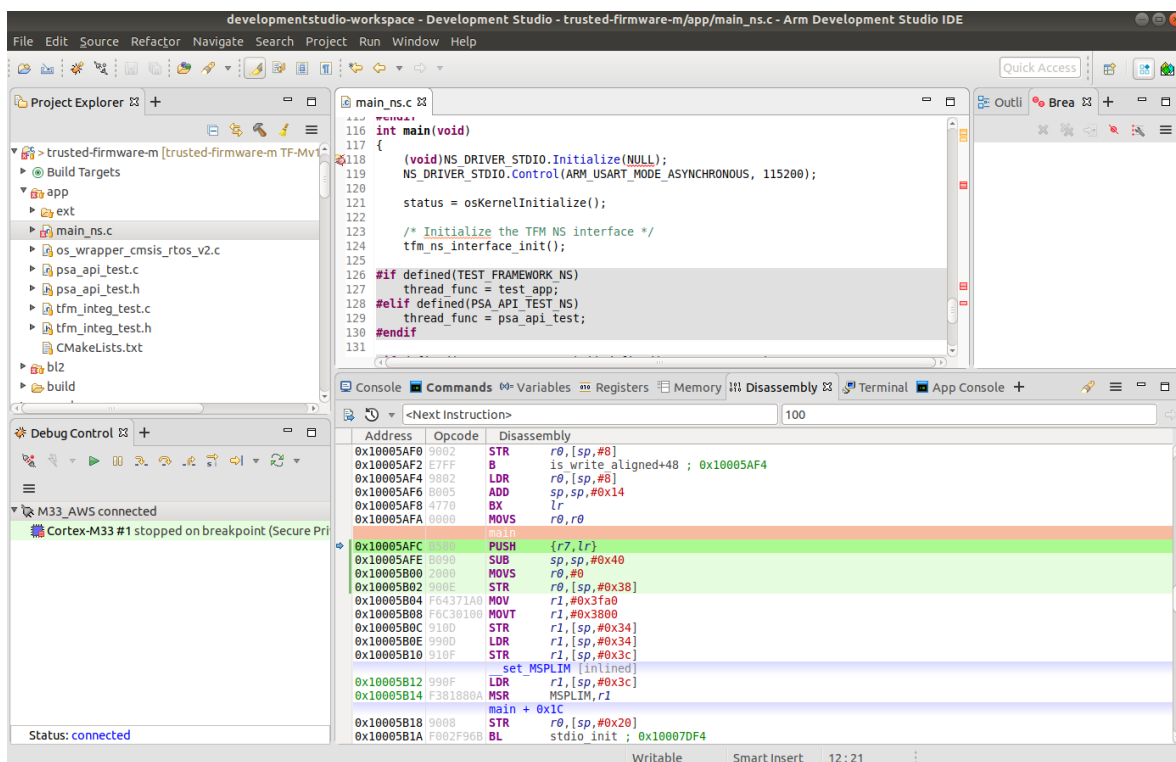 developmentstudio-workspace - Development Studio - trusted-firmware-m/app/main_ns.c - Arm Development Studio IDE
File Edit Source Refactor Navigate Search Project Run Window Help
Quick Access
Project Explorer
> trusted-firmware-m [trusted-firmware-m TF-Mv1
Build Targets
app
ext
main_ns.c
os_wrapper_cmsis_rtos_v2.c
psa_api_test.c
psa_api_test.h
tfm_integ_test.c
tfm_integ_test.h
CMakeLists.txt
bl2
build
main_ns.c
115 #endif
116 int main(void)
117 {
118 (void)NS_DRIVER_STDIO.Initialize(NULL);
119 NS_DRIVER_STDIO.Control(ARM_USART_MODE_ASYNCHRONOUS, 115200);
120
121 status = osKernelInitialize();
122
123 /* Initialize the TFM NS interface */
124 tfm_ns_interface_init();
125
126 #if defined(TEST_FRAMEWORK_NS)
127 thread_func = test_app;
128 #elif defined(PSA_API_TEST_NS)
129 thread_func = psa_api_test;
130 #endif
131
Outli Brea
Debug Control
M33_AWS connected
Cortex-M33 #1 stopped on breakpoint (Secure Pri
Status: connected
Console Commands Variables Registers Memory Disassembly Terminal App Console
<Next Instruction> 100
Address Opcode Disassembly
0x10005AF0 9002 STR r0,[sp,#8]
0x10005AF2 E7FF B is_write_aligned+48 ; 0x10005AF4
0x10005AF4 9802 LDR r0,[sp,#8]
0x10005AF6 B005 ADD sp,sp,#0x14
0x10005AF8 4770 BX lr
0x10005AFA 0000 MOVS r0,r0
main
0x10005AFC B580 PUSH {r7,lr}
0x10005AFE B090 SUB sp,sp,#0x40
0x10005B00 2000 MOVS r0,#0
0x10005B02 900E STR r0,[sp,#0x38]
0x10005B04 F64371A0 MOV r1,#0x3fa0
0x10005B08 F6C30100 MOVT r1,#0x3800
0x10005B0C 910D STR r1,[sp,#0x34]
0x10005B0E 990D LDR r1,[sp,#0x34]
0x10005B10 910F STR r1,[sp,#0x3c]
__set_MSPLIM [inlined]
0x10005B12 990F LDR r1,[sp,#0x3c]
0x10005B14 F381880A MSR MSPLIM,r1
main + 0x1C
0x10005B18 9008 STR r0,[sp,#0x20]
0x10005B1A F002F96B BL stdio_init ; 0x10007DF4
Writable Smart Insert 12 : 21